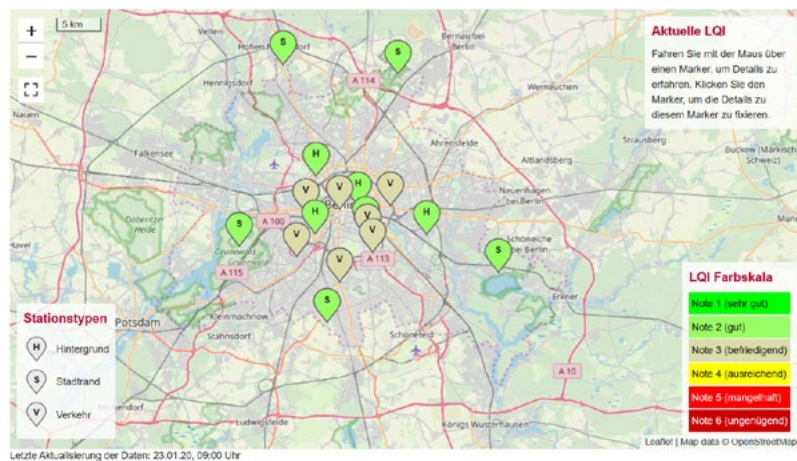 +
−
5 km
Velten
Bernau bei
Berlin
A 114
Hennigsdorf
Werneuchen
Nauen
Falkensee
Ahrensfelde
Altlandsberg
Strausberg
Buckow (Märkische
Schweiz)
Neuenhagen
bei Berlin
Döberitzer
Heide
A 100
Schöneiche
bei Berlin
Grunewald
A 115
A 113
Erkner
Potsdam
Kleinmachnow
Stahnsdorf
Schönefeld
A 10
Ludwigsfelde
Königs Wusterhausen
S
S
H
V
V
H
V
H
V
H
S
V
V
S
V
S
Aktuelle LQI
Fahren Sie mit der Maus über
einen Marker, um Details zu
erfahren. Klicken Sie den
Marker, um die Details zu
diesem Marker zu fixieren.
Stationstypen
H Hintergrund
S Stadtrand
V Verkehr
LQI Farbskala
Note 1 (sehr gut)
Note 2 (gut)
Note 3 (befriedigend)
Note 4 (ausreichend)
Note 5 (mangelhaft)
Note 6 (ungenügend)
Leaflet | Map data © OpenStreetMap
Letzte Aktualisierung der Daten: 23.01.20, 09:00 Uhr